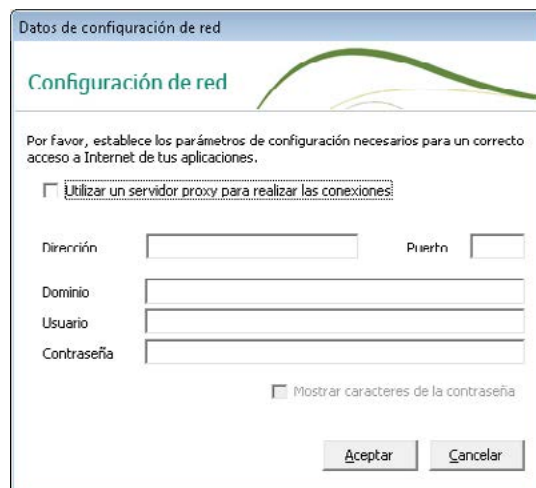 Datos de configuración de red
Configuración de red
Por favor, establece los parámetros de configuración necesarios para un correcto
acceso a Internet de tus aplicaciones.
Utilizar un servidor proxy para realizar las conexiones
Dirección Puerto
Dominio
Usuario
Contraseña
Mostrar caracteres de la contraseña
Aceptar Cancelar